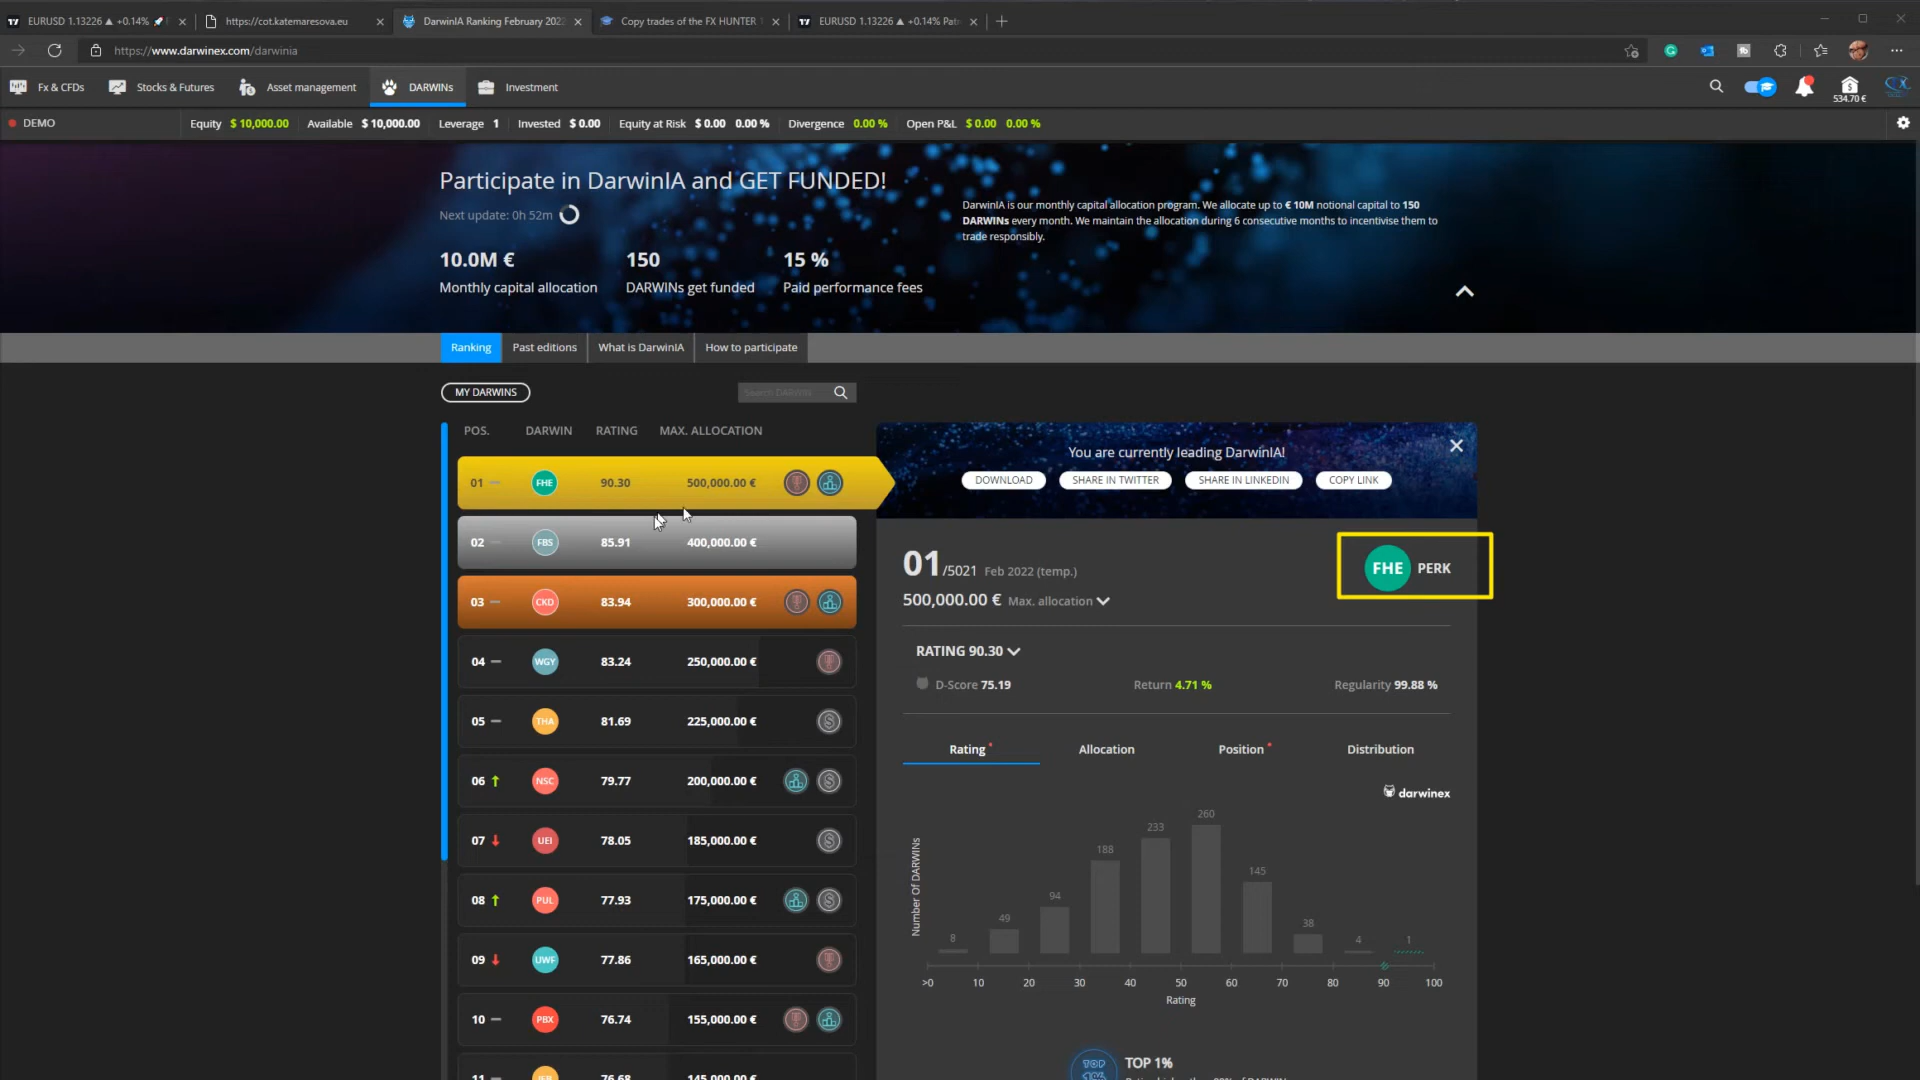 EURUSD 1.13226 ▲ +0.14%
https://cot.katemaresova.eu
DarwinIA Ranking February 202
Copy trades of the FX HUNTER
EURUSD 1.13226 ▲ +0.14% Pat
https://www.darwinex.com/darwinia
Fx & CFDs
Stocks & Futures
Asset management
DARWINs
Investment
534.70 €
DEMO
Equity $ 10,000.00
Available $ 10,000.00
Leverage 1
Invested $ 0.00
Equity at Risk $ 0.00 0.00 %
Divergence 0.00 %
Open P&L $ 0.00 0.00 %
Participate in DarwinIA and GET FUNDED!
Next update: 0h 52m
DarwinIA is our monthly capital allocation program. We allocate up to € 10M notional capital to 150
DARWINs every month. We maintain the allocation during 6 consecutive months to incentivise them to
trade responsibly.
10.0M € 150 15 %
Monthly capital allocation DARWINs get funded Paid performance fees
Ranking Past editions What is DarwinIA How to participate
MY DARWINS
Search DARWIN
POS. DARWIN RATING MAX. ALLOCATION
01 FHE 90.30 500,000.00 €
02 FBS 85.91 400,000.00 €
03 CKD 83.94 300,000.00 €
04 WGY 83.24 250,000.00 €
05 THA 81.69 225,000.00 €
06 NSC 79.77 200,000.00 €
07 UEI 78.05 185,000.00 €
08 PUL 77.93 175,000.00 €
09 UWF 77.86 165,000.00 €
10 PBX 76.74 155,000.00 €
11 76.68 145,000.00 €
You are currently leading DarwinIA!
DOWNLOAD SHARE IN TWITTER SHARE IN LINKEDIN COPY LINK
01/5021 Feb 2022 (temp.)
FHE PERK
500,000.00 € Max. allocation
RATING 90.30
D-Score 75.19 Return 4.71 % Regularity 99.88 %
Rating Allocation Position Distribution
darwinex
Number Of DARWINs
8 49 94 188 233 260 145 38 4 1
>0 10 20 30 40 50 60 70 80 90 100
Rating
TOP 1%
TOP